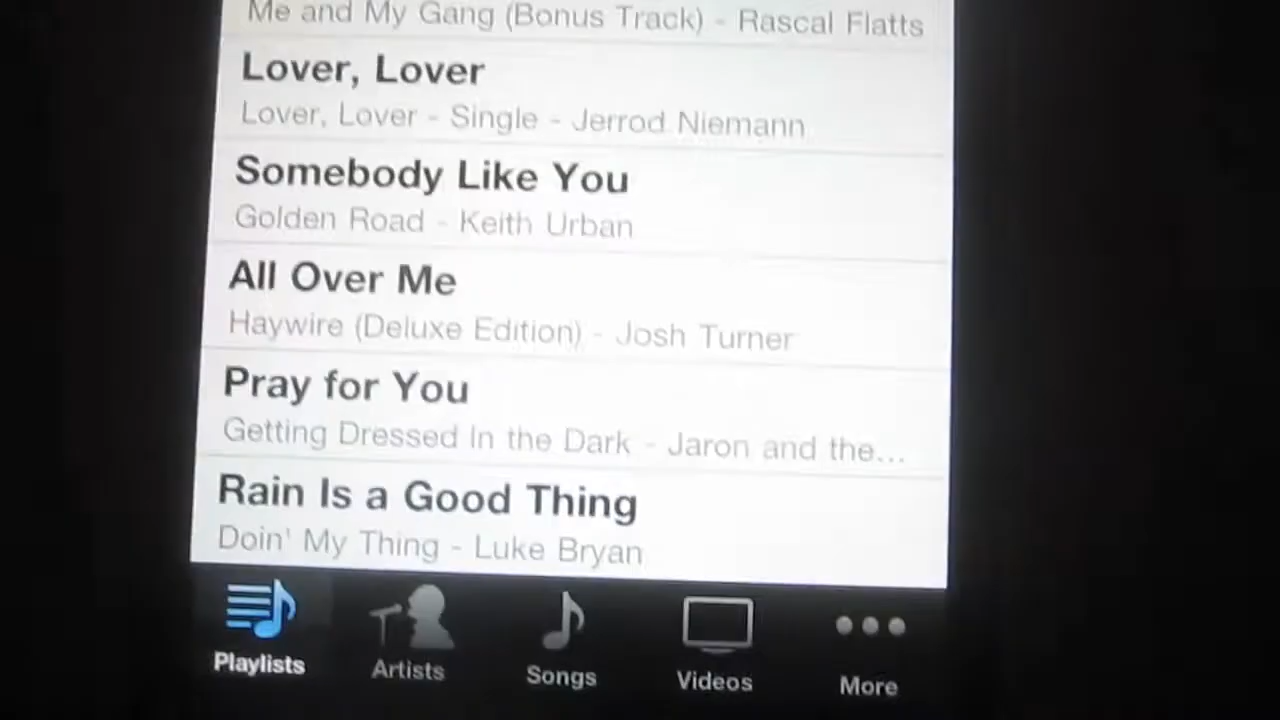 Me and My Gang (Bonus Track) - Rascal Flatts
Lover, Lover
Lover, Lover - Single - Jerrod Niemann
Somebody Like You
Golden Road - Keith Urban
All Over Me
Haywire (Deluxe Edition) - Josh Turner
Pray for You
Getting Dressed In the Dark - Jaron and the...
Rain Is a Good Thing
Doin' My Thing - Luke Bryan
Playlists
Artists
Songs
Videos
More